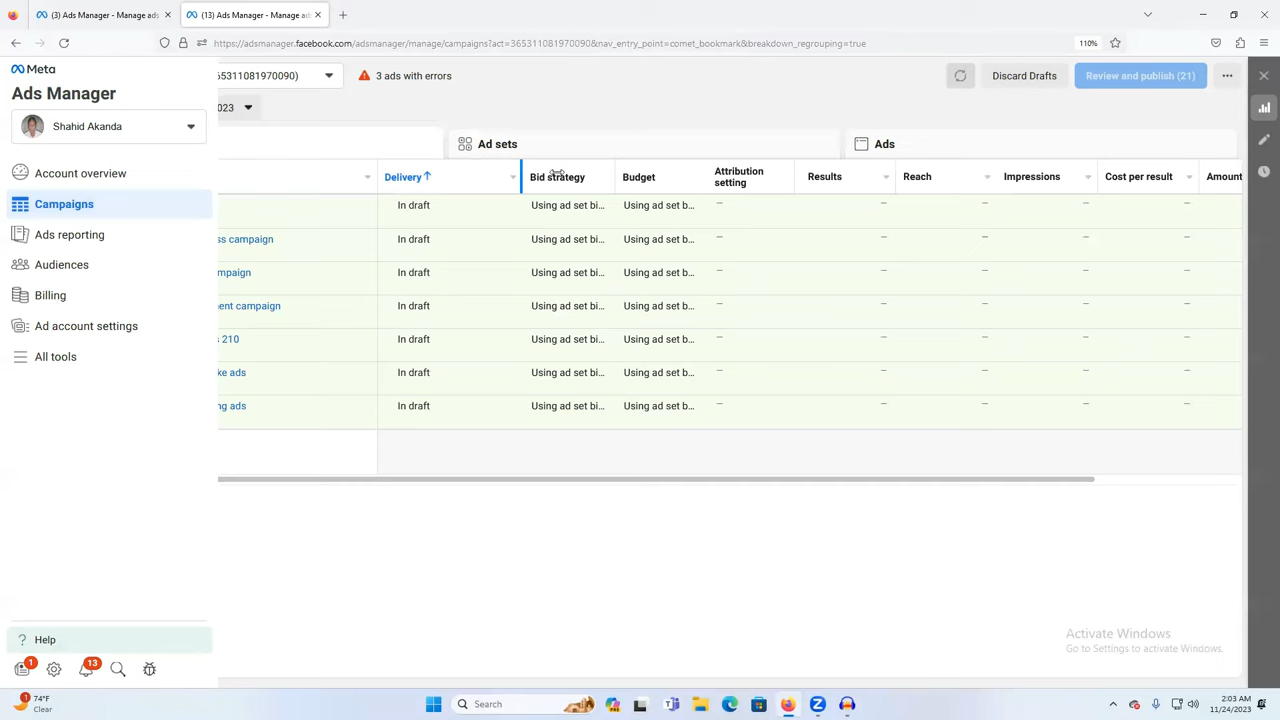 (3) Ads Manager - Manage ads
(13) Ads Manager - Manage ads
https://adsmanager.facebook.com/adsmanager/manage/campaigns?act=365311081970090&nav_entry_point=comet_bookmark&breakdown_regrouping=true
110%
Meta
Ads Manager
Shahid Akanda
Account overview
Campaigns
Ads reporting
Audiences
Billing
Ad account settings
All tools
Help
1
13
65311081970090)
3 ads with errors
Discard Drafts
Review and publish (21)
023
Ad sets
Ads
Delivery ↑
Bid strategy
Budget
Attribution setting
Results
Reach
Impressions
Cost per result
Amount
In draft Using ad set bi... Using ad set b... — — — — —
ss campaign In draft Using ad set bi... Using ad set b... — — — — —
mpaign In draft Using ad set bi... Using ad set b... — — — — —
ent campaign In draft Using ad set bi... Using ad set b... — — — — —
s 210 In draft Using ad set bi... Using ad set b... — — — — —
ke ads In draft Using ad set bi... Using ad set b... — — — — —
ng ads In draft Using ad set bi... Using ad set b... — — — — —
Activate Windows
Go to Settings to activate Windows.
1
74°F
Clear
Search
2:03 AM
11/24/2023